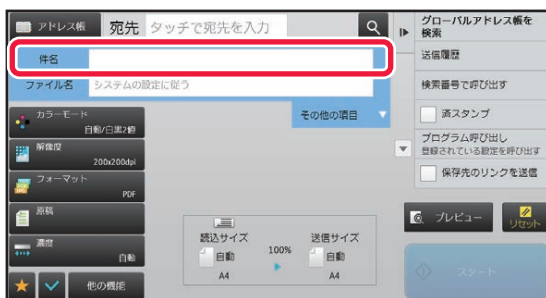 アドレス帳
宛先
タッチで宛先を入力
件名
ファイル名
システムの設定に従う
その他の項目
カラーモード
自動/白黒2値
解像度
200x200dpi
フォーマット
PDF
原稿
濃度
自動
他の機能
読込サイズ
自動
A4
100%
送信サイズ
自動
A4
グローバルアドレス帳を
検索
送信履歴
検索番号で呼び出す
済スタンプ
プログラム呼び出し
登録されている設定を呼び出す
保存先のリンクを送信
プレビュー
リセット
スタート